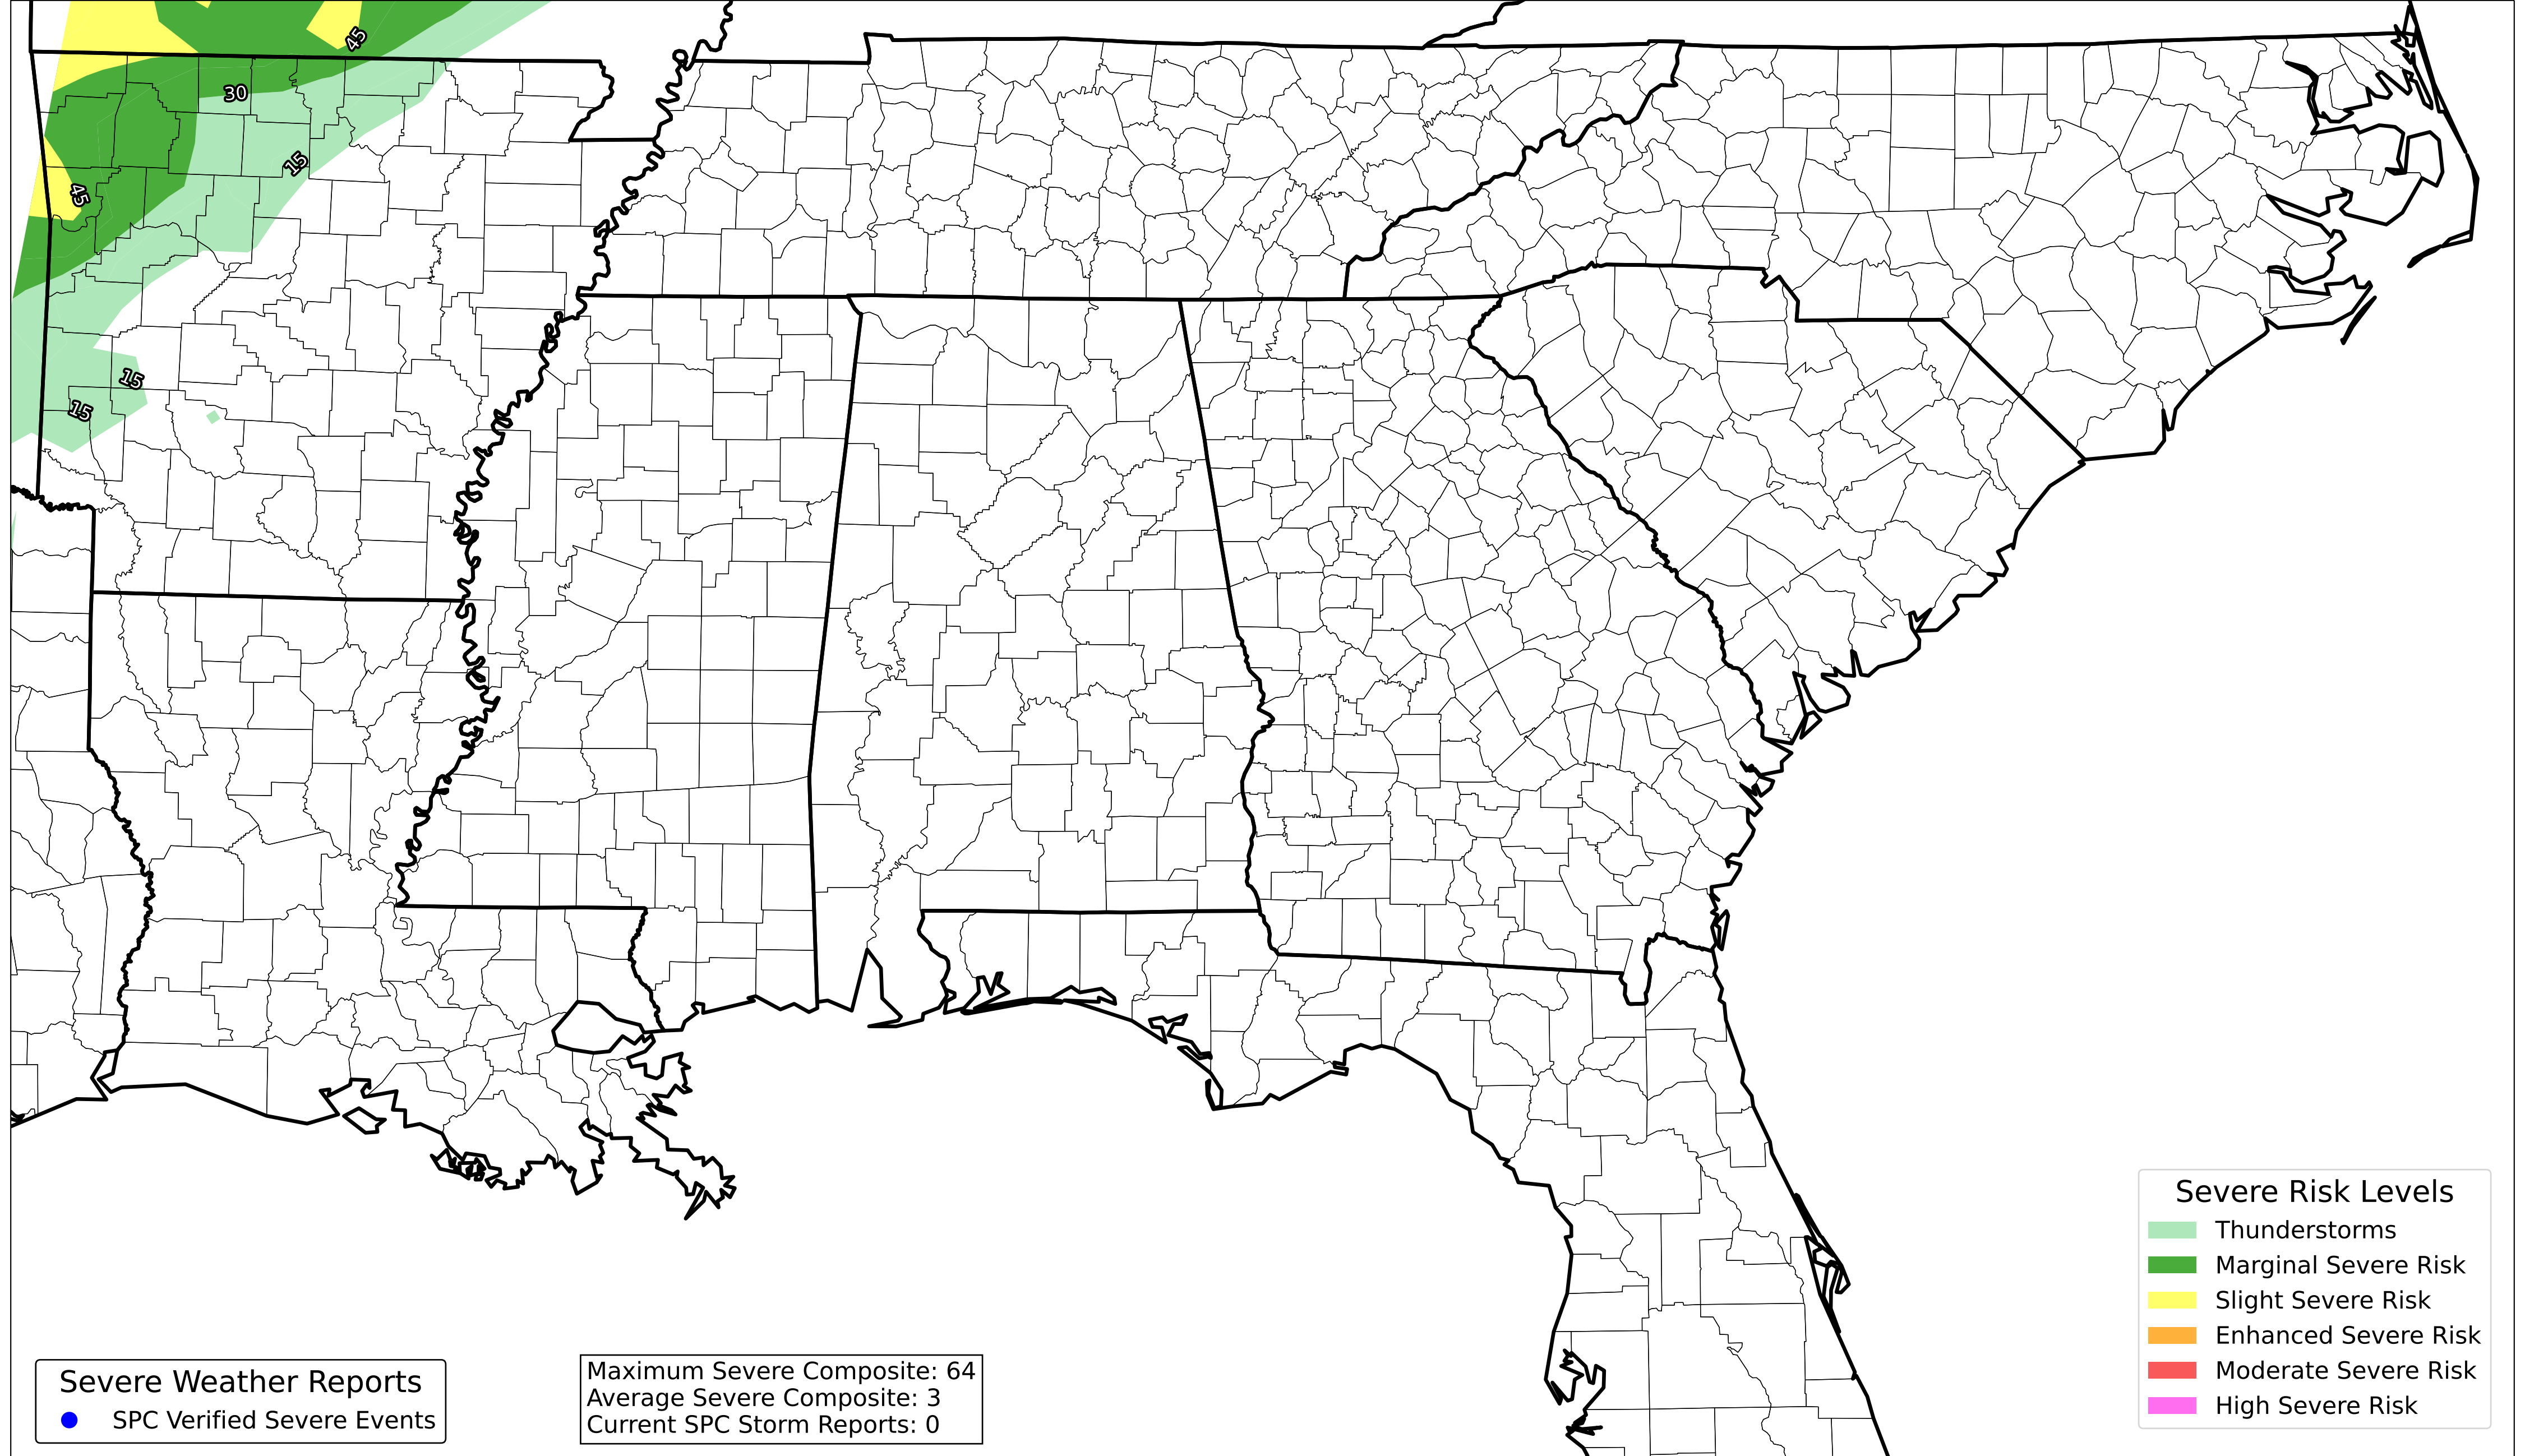 45
30
15
45
15
15
Severe Risk Levels
Thunderstorms
Marginal Severe Risk
Slight Severe Risk
Enhanced Severe Risk
Moderate Severe Risk
High Severe Risk
Severe Weather Reports
SPC Verified Severe Events
Maximum Severe Composite: 64
Average Severe Composite: 3
Current SPC Storm Reports: 0